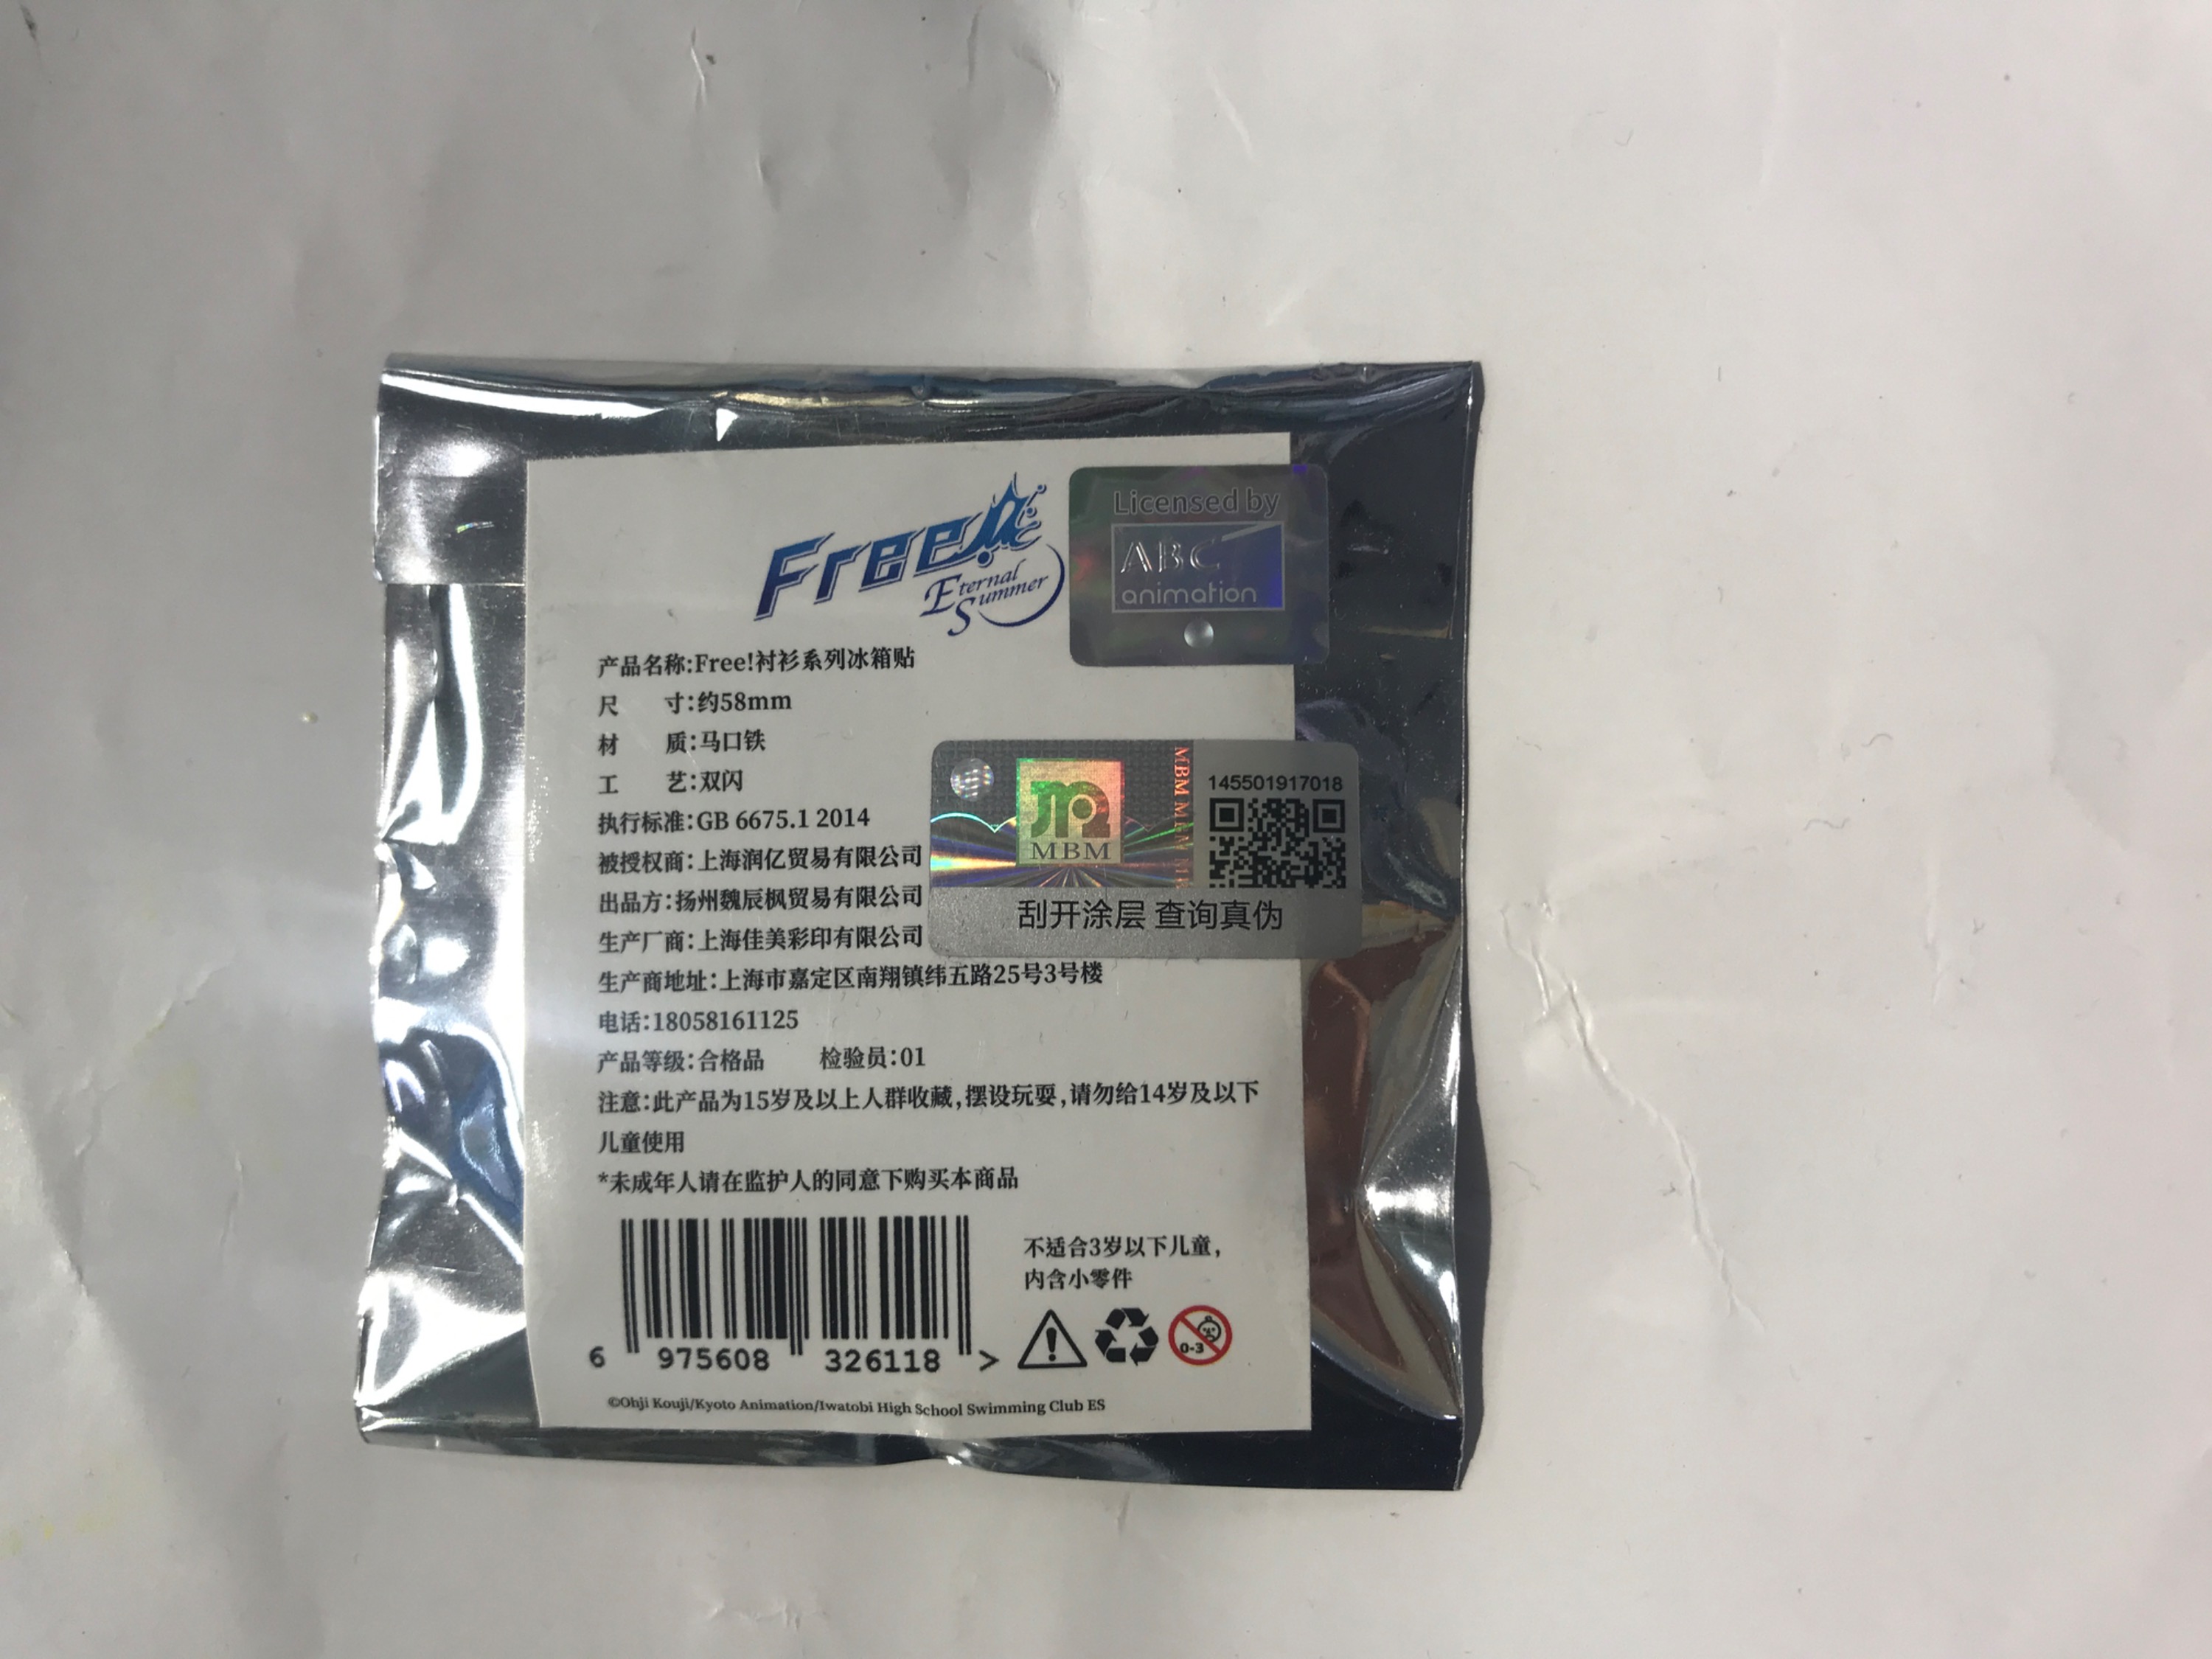 Free!
Eternal
Summer
Licensed by
ABC
animation
产品名称:Free!衬衫系列冰箱贴
尺 寸:约58mm
材 质:马口铁
工 艺:双闪
执行标准:GB 6675.1 2014
被授权商:上海润亿贸易有限公司
出品方:扬州魏辰枫贸易有限公司
生产厂商:上海佳美彩印有限公司
生产商地址:上海市嘉定区南翔镇纬五路25号3号楼
电话:18058161125
产品等级:合格品 检验员:01
注意:此产品为15岁及以上人群收藏,摆设玩耍,请勿给14岁及以下
儿童使用
*未成年人请在监护人的同意下购买本商品
MBM
MBM MBM MBM
145501917018
刮开涂层 查询真伪
不适合3岁以下儿童,
内含小零件
0-3
6 975608 326118 >
©Ohji Kouji/Kyoto Animation/Iwatobi High School Swimming Club ES